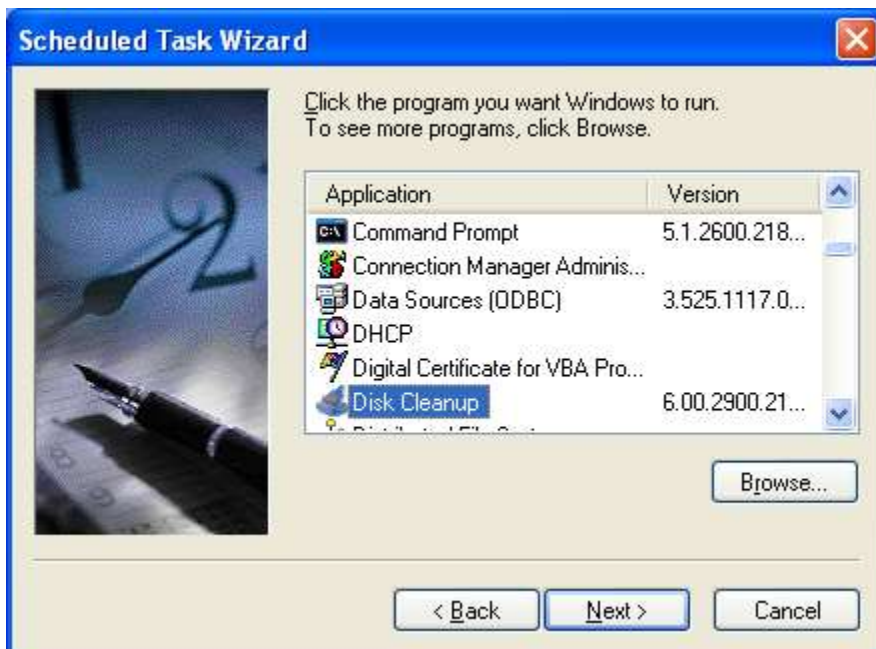 Scheduled Task Wizard
Click the program you want Windows to run.
To see more programs, click Browse.
Application Version
Command Prompt 5.1.2600.218...
Connection Manager Adminis...
Data Sources (ODBC) 3.525.1117.0...
DHCP
Digital Certificate for VBA Pro...
Disk Cleanup 6.00.2900.21...
Browse...
< Back Next > Cancel